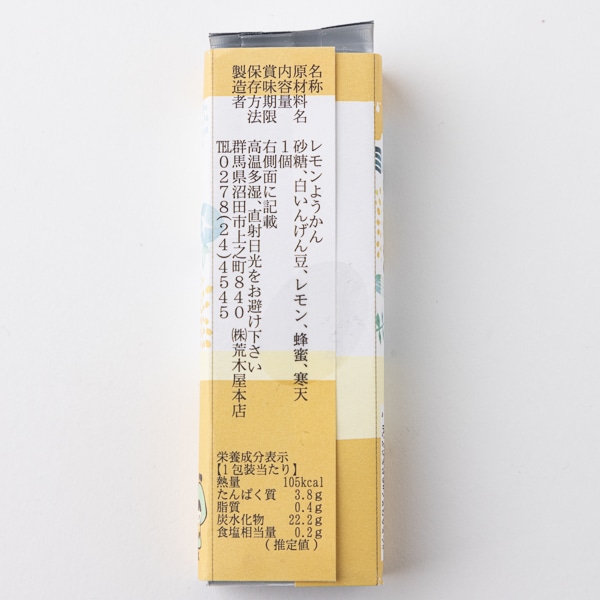 名称 レモンようかん
原材料名 砂糖、白いんげん豆、レモン、蜂蜜、寒天
内容量 1個
賞味期限 右側面に記載
保存方法 高温多湿、直射日光をお避け下さい
製造者 群馬県沼田市上之町840 ㈱荒木屋本店
℡0278(24)4545
栄養成分表示
【1包装当たり】
熱量 105kcal
たんぱく質 3.8g
脂質 0.4g
炭水化物 22.2g
食塩相当量 0.2g
(推定値)